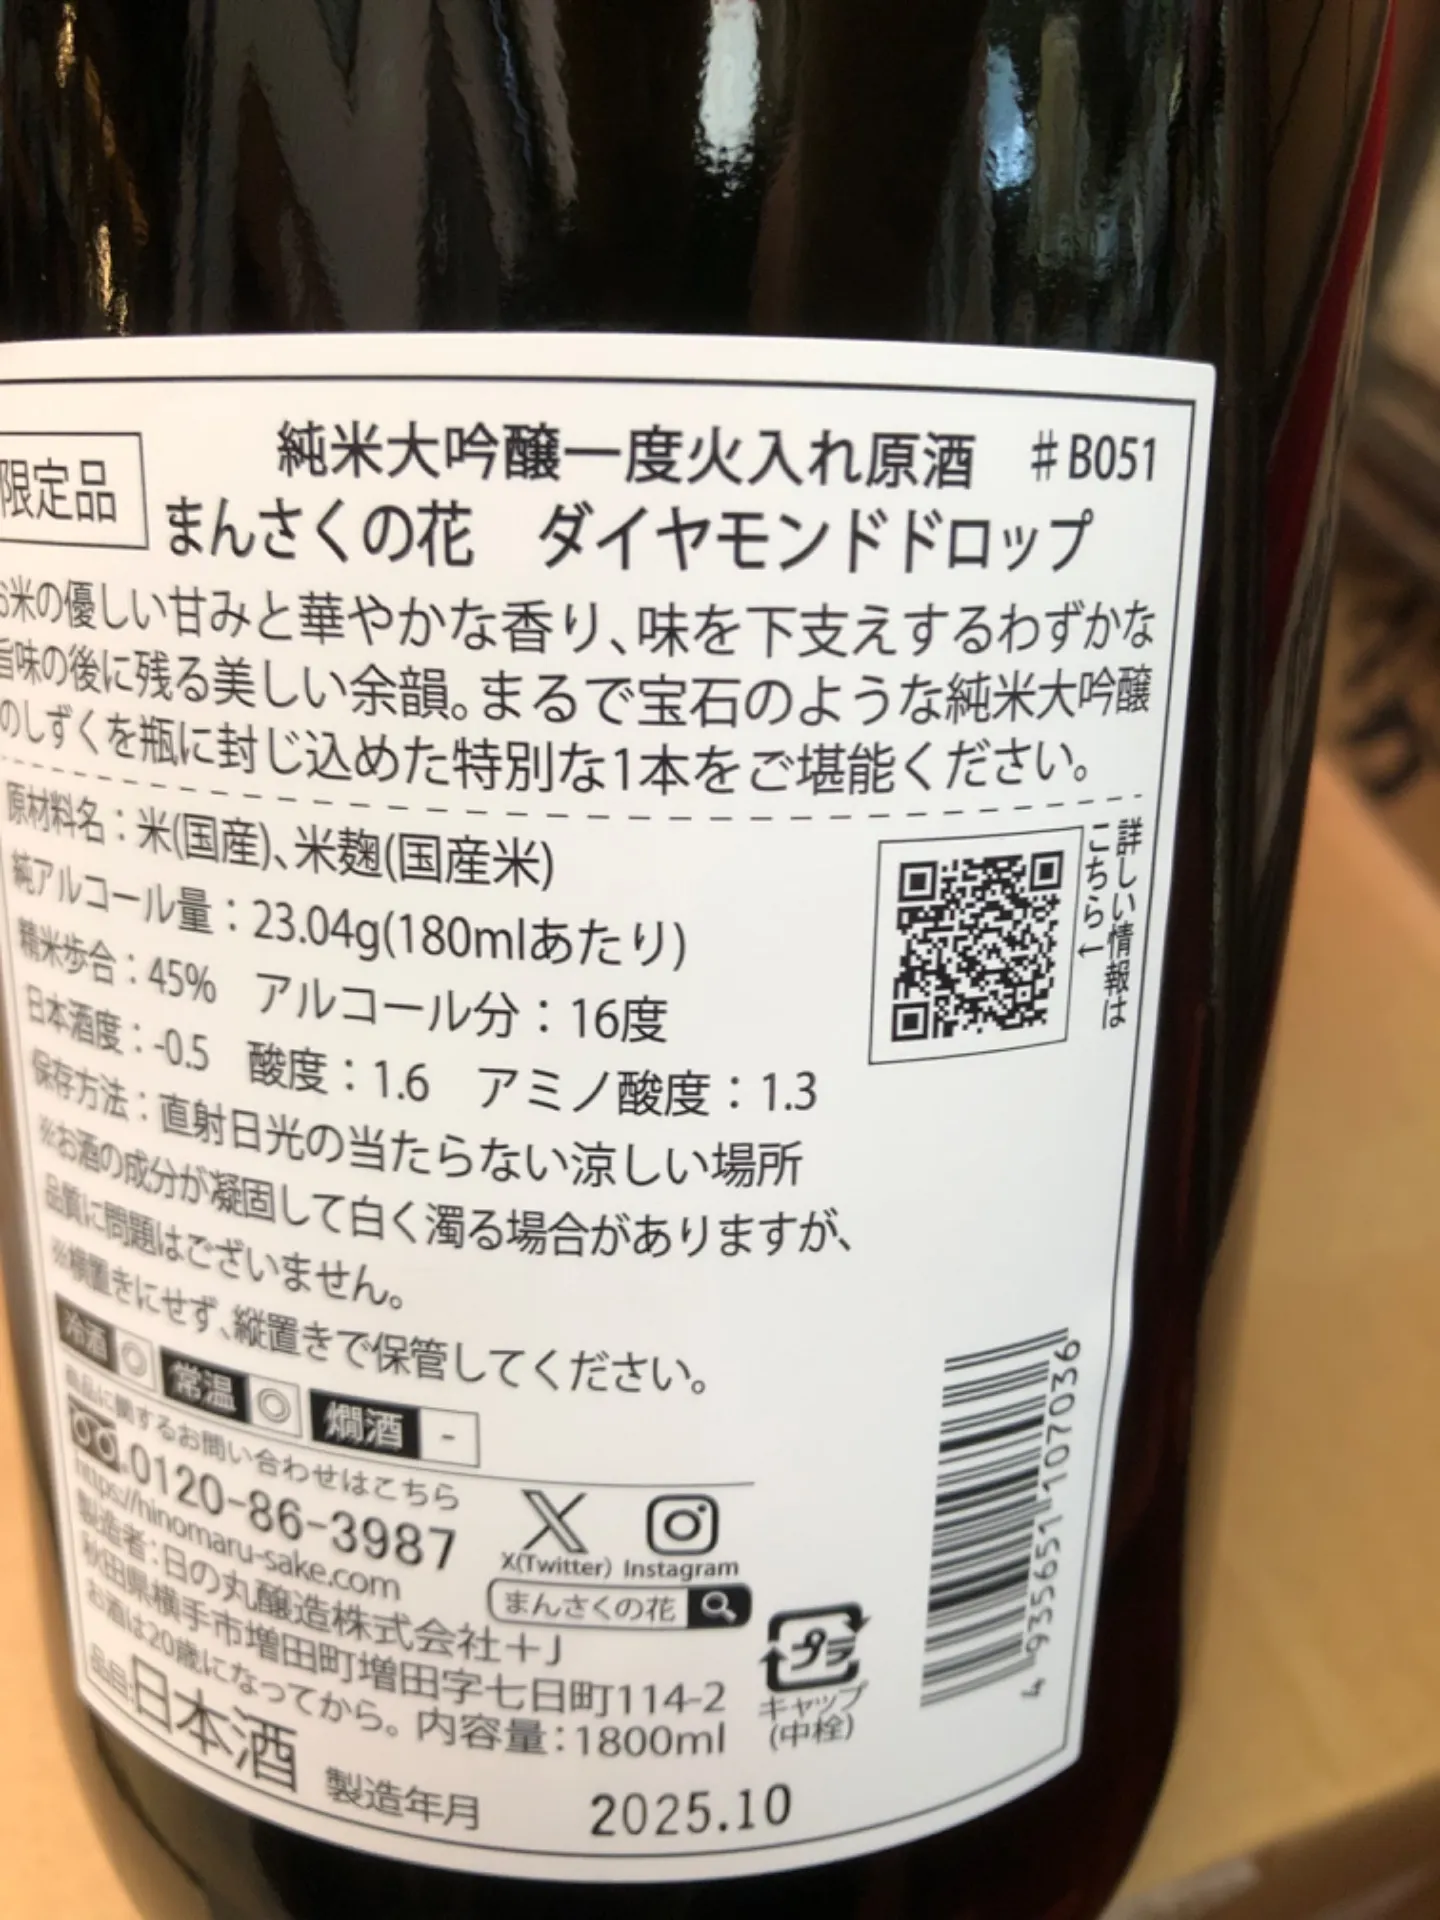 限定品
純米大吟醸一度火入れ原酒 #B051
まんさくの花 ダイヤモンドドロップ
お米の優しい甘みと華やかな香り、味を下支えするわずかな
旨味の後に残る美しい余韻。まるで宝石のような純米大吟醸
のしずくを瓶に封じ込めた特別な1本をご堪能ください。
原材料名：米(国産)、米麹(国産米)
純アルコール量：23.04g(180mlあたり)
精米歩合：45% アルコール分：16度
日本酒度：-0.5 酸度：1.6 アミノ酸度：1.3
保存方法：直射日光の当たらない涼しい場所
※お酒の成分が凝固して白く濁る場合がありますが、
品質に問題はございません。
※横置きにせず、縦置きで保管してください。
詳しい情報は
こちら←
冷酒 ◎ 常温 ◎ 燗酒 -
商品に関するお問い合わせはこちら
0120-86-3987
https://hinomaru-sake.com
X(Twitter) Instagram
まんさくの花
製造者：日の丸醸造株式会社＋J
秋田県横手市増田町増田字七日町114-2
お酒は20歳になってから。内容量：1800ml
品目：日本酒
製造年月 2025.10
プラ
キャップ
(中栓)
4 935651 107036